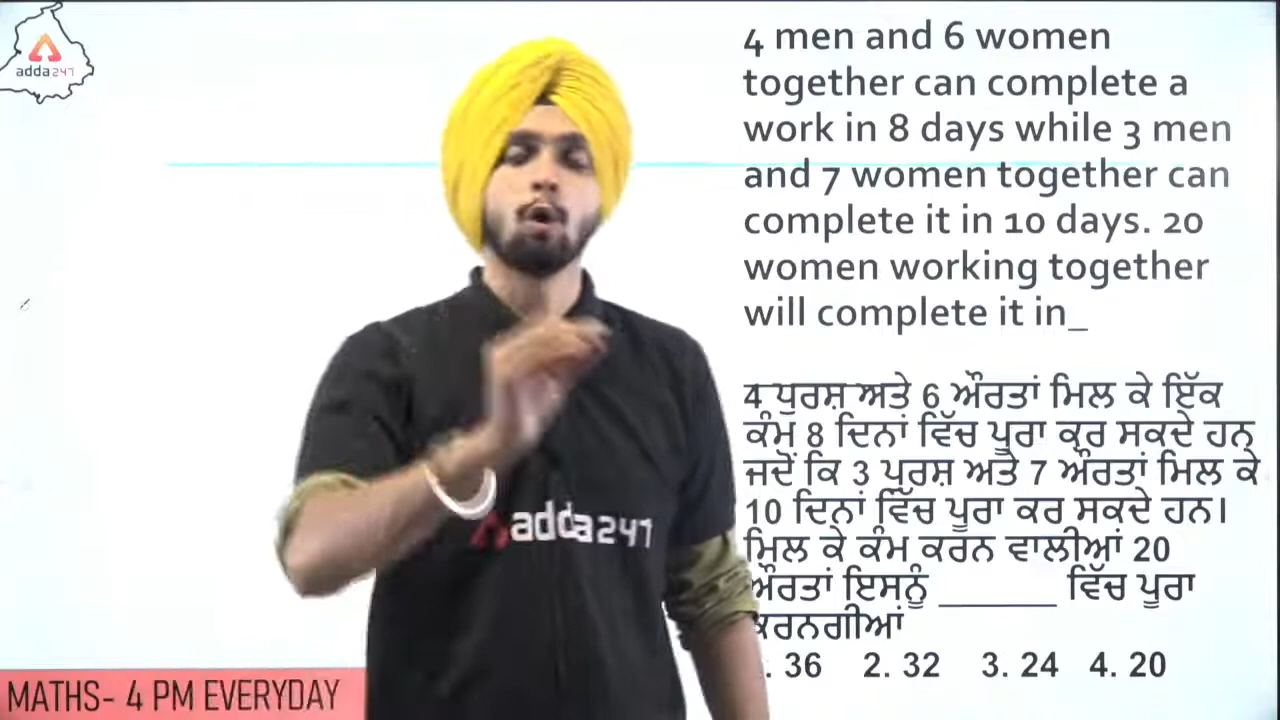 adda247
4 men and 6 women
together can complete a
work in 8 days while 3 men
and 7 women together can
complete it in 10 days. 20
women working together
will complete it in_
4 ਪੁਰਸ਼ ਅਤੇ 6 ਔਰਤਾਂ ਮਿਲ ਕੇ ਇੱਕ
ਕੰਮ 8 ਦਿਨਾਂ ਵਿੱਚ ਪੂਰਾ ਕਰ ਸਕਦੇ ਹਨ
ਜਦੋਂ ਕਿ 3 ਪੁਰਸ਼ ਅਤੇ 7 ਔਰਤਾਂ ਮਿਲ ਕੇ
10 ਦਿਨਾਂ ਵਿੱਚ ਪੂਰਾ ਕਰ ਸਕਦੇ ਹਨ।
ਮਿਲ ਕੇ ਕੰਮ ਕਰਨ ਵਾਲੀਆਂ 20
ਔਰਤਾਂ ਇਸਨੂੰ ______ ਵਿੱਚ ਪੂਰਾ
ਕਰਨਗੀਆਂ
. 36 2. 32 3. 24 4. 20
adda247
MATHS- 4 PM EVERYDAY